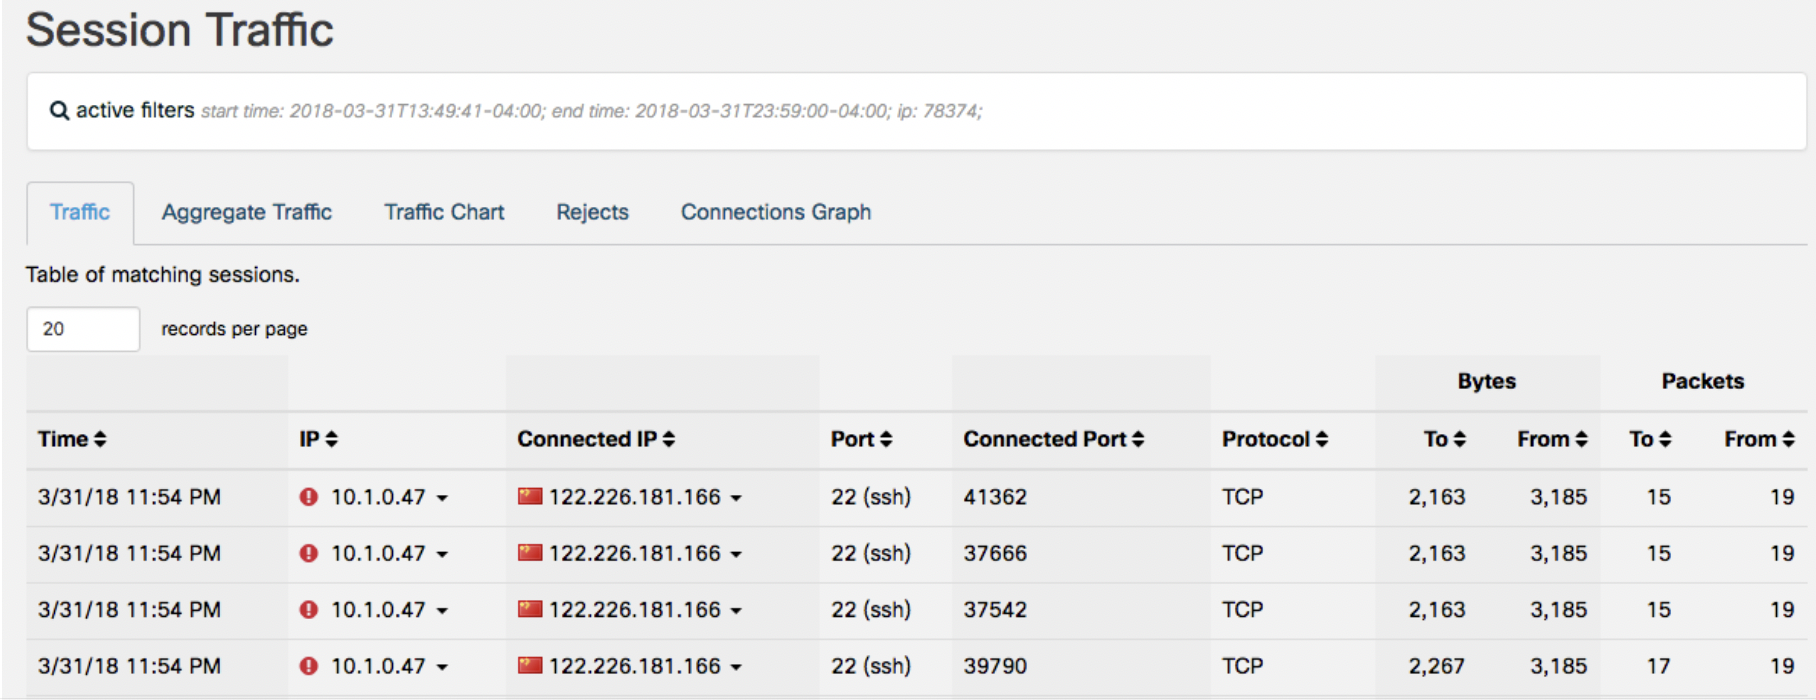 Session Traffic
active filters start time: 2018-03-31T13:49:41-04:00; end time: 2018-03-31T23:59:00-04:00; ip: 78374;
Traffic Aggregate Traffic Traffic Chart Rejects Connections Graph
Table of matching sessions.
20 records per page
Bytes Packets
Time IP Connected IP Port Connected Port Protocol To From To From
3/31/18 11:54 PM 10.1.0.47 122.226.181.166 22 (ssh) 41362 TCP 2,163 3,185 15 19
3/31/18 11:54 PM 10.1.0.47 122.226.181.166 22 (ssh) 37666 TCP 2,163 3,185 15 19
3/31/18 11:54 PM 10.1.0.47 122.226.181.166 22 (ssh) 37542 TCP 2,163 3,185 15 19
3/31/18 11:54 PM 10.1.0.47 122.226.181.166 22 (ssh) 39790 TCP 2,267 3,185 17 19